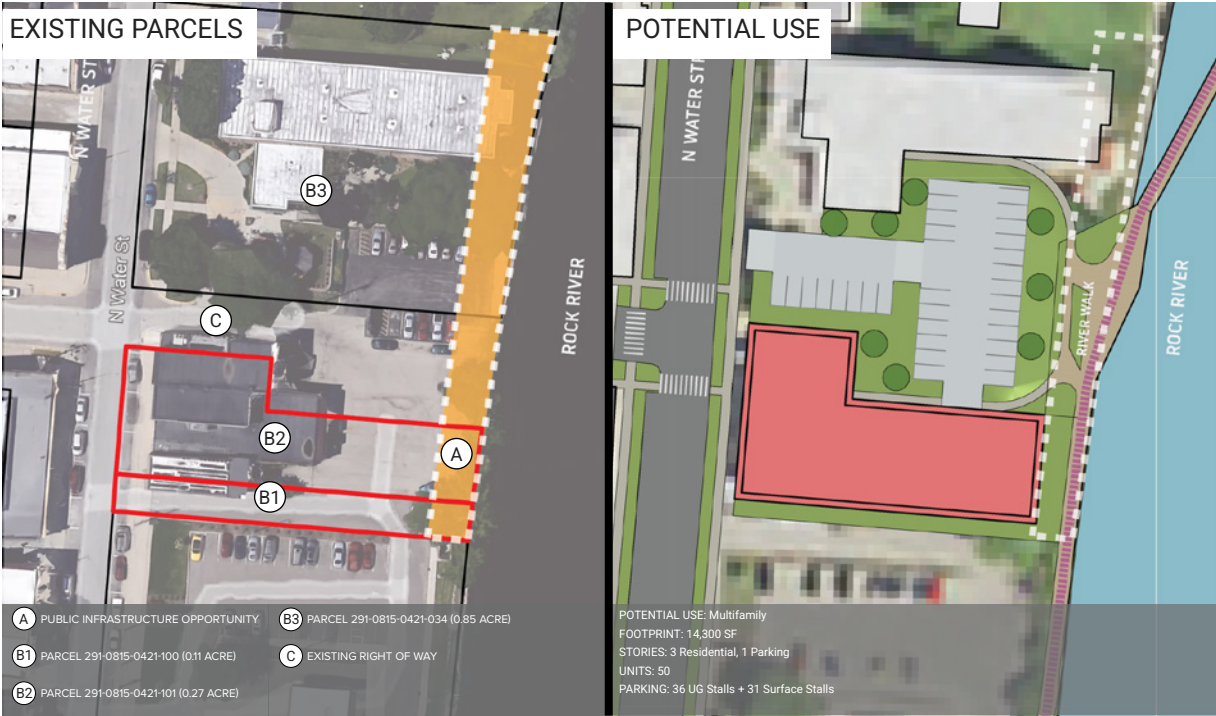 EXISTING PARCELS
N WATER ST
N Water St
B3
C
B2
B1
A
ROCK RIVER
A PUBLIC INFRASTRUCTURE OPPORTUNITY
B1 PARCEL 291-0815-0421-100 (0.11 ACRE)
B2 PARCEL 291-0815-0421-101 (0.27 ACRE)
B3 PARCEL 291-0815-0421-034 (0.85 ACRE)
C EXISTING RIGHT OF WAY
POTENTIAL USE
N WATER STR
RIVER WALK
ROCK RIVER
POTENTIAL USE: Multifamily
FOOTPRINT: 14,300 SF
STORIES: 3 Residential, 1 Parking
UNITS: 50
PARKING: 36 UG Stalls + 31 Surface Stalls